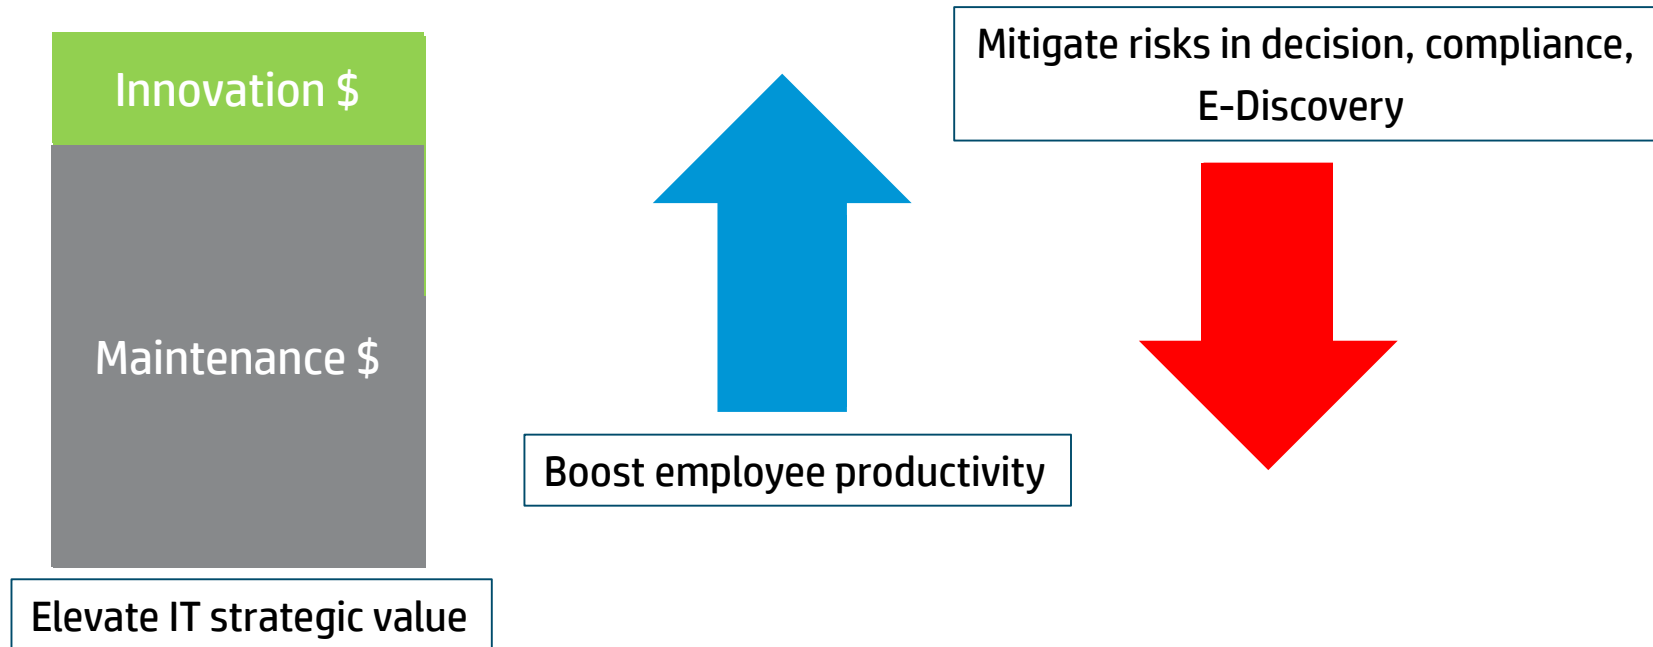 Innovation $
Maintenance $
Elevate IT strategic value
Boost employee productivity
Mitigate risks in decision, compliance,
E-Discovery